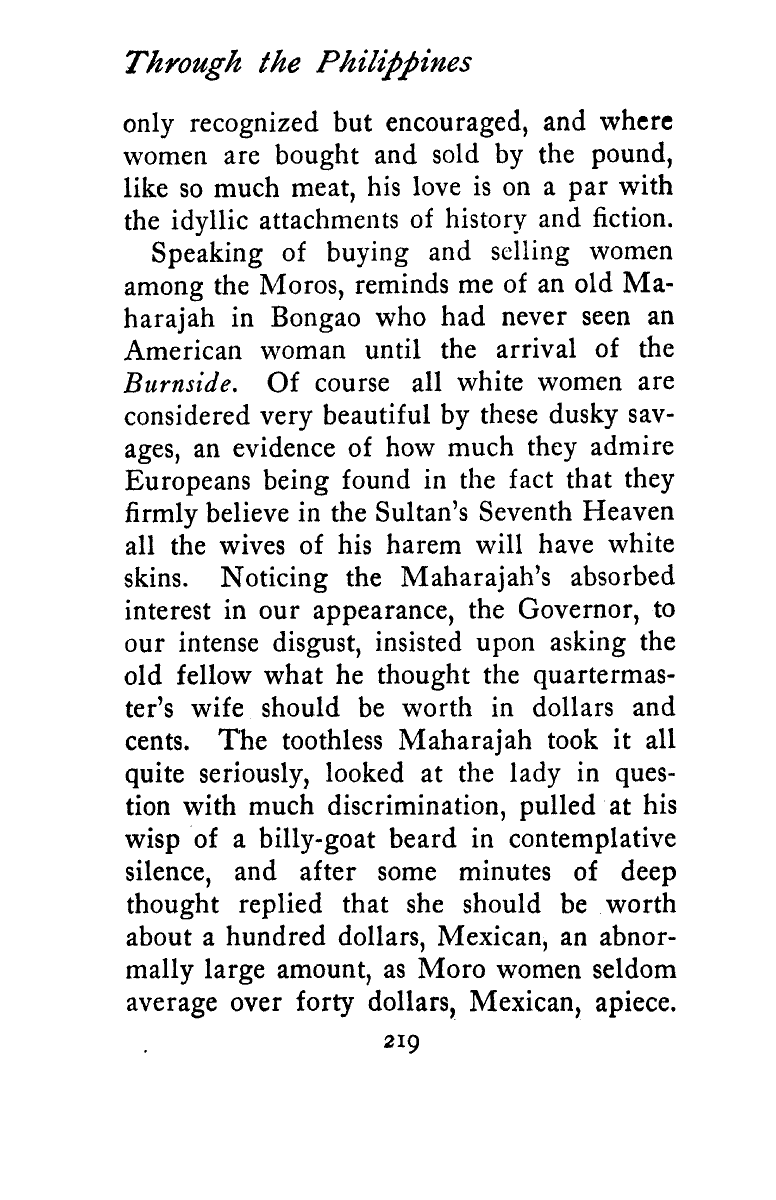 Through the Philippines
only recognized but encouraged, and where
women are bought and sold by the pound,
like so much meat, his love is on a par with
the idyllic attachments of history and fiction.
Speaking of buying and selling women
among the Moros, reminds me of an old Ma-
harajah in Bongao who had never seen an
American woman until the arrival of the
Burnside. Of course all white women are
considered very beautiful by these dusky sav-
ages, an evidence of how much they admire
Europeans being found in the fact that they
firmly believe in the Sultan's Seventh Heaven
all the wives of his harem will have white
skins. Noticing the Maharajah's absorbed
interest in our appearance, the Governor, to
our intense disgust, insisted upon asking the
old fellow what he thought the quartermas-
ter's wife should be worth in dollars and
cents. The toothless Maharajah took it all
quite seriously, looked at the lady in ques-
tion with much discrimination, pulled at his
wisp of a billy-goat beard in contemplative
silence, and after some minutes of deep
thought replied that she should be worth
about a hundred dollars, Mexican, an abnor-
mally large amount, as Moro women seldom
average over forty dollars, Mexican, apiece.
219